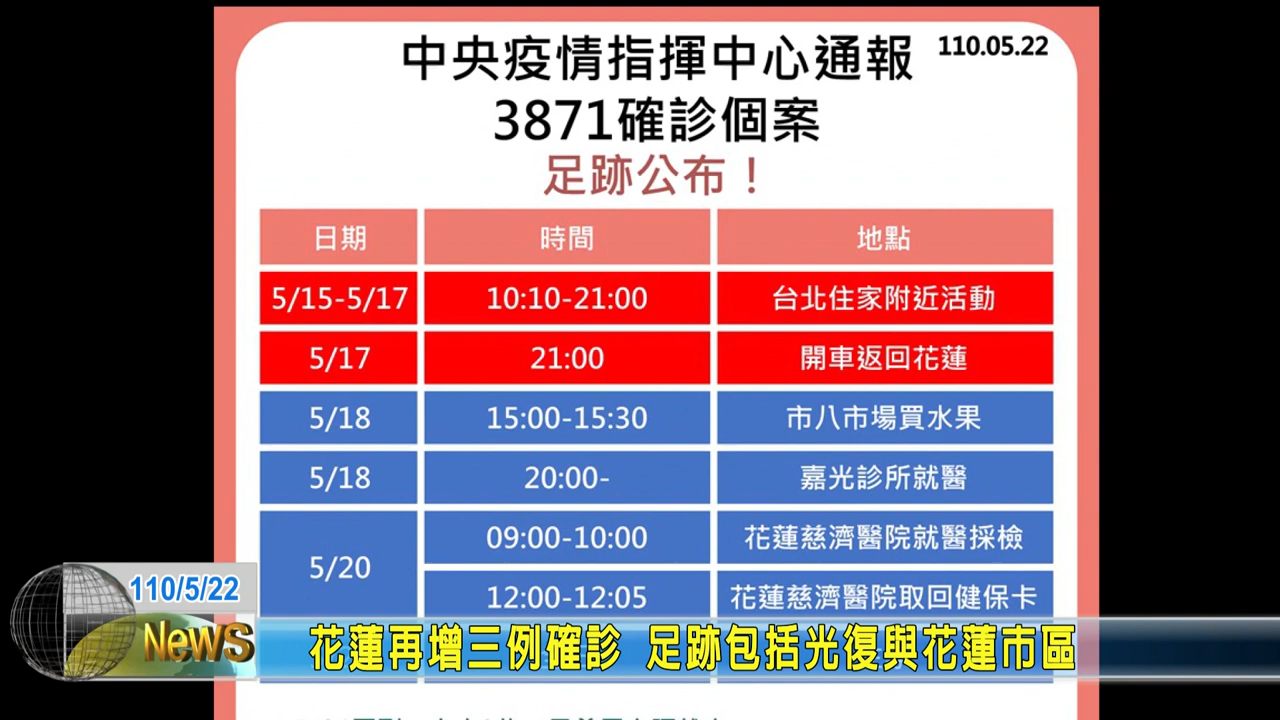 中央疫情指揮中心通報
110.05.22
3871確診個案
足跡公布！
日期 時間 地點
5/15-5/17 10:10-21:00 台北住家附近活動
5/17 21:00 開車返回花蓮
5/18 15:00-15:30 市八市場買水果
5/18 20:00- 嘉光診所就醫
5/20 09:00-10:00 花蓮慈濟醫院就醫採檢
12:00-12:05 花蓮慈濟醫院取回健保卡
110/5/22
NewS
花蓮再增三例確診 足跡包括光復與花蓮市區